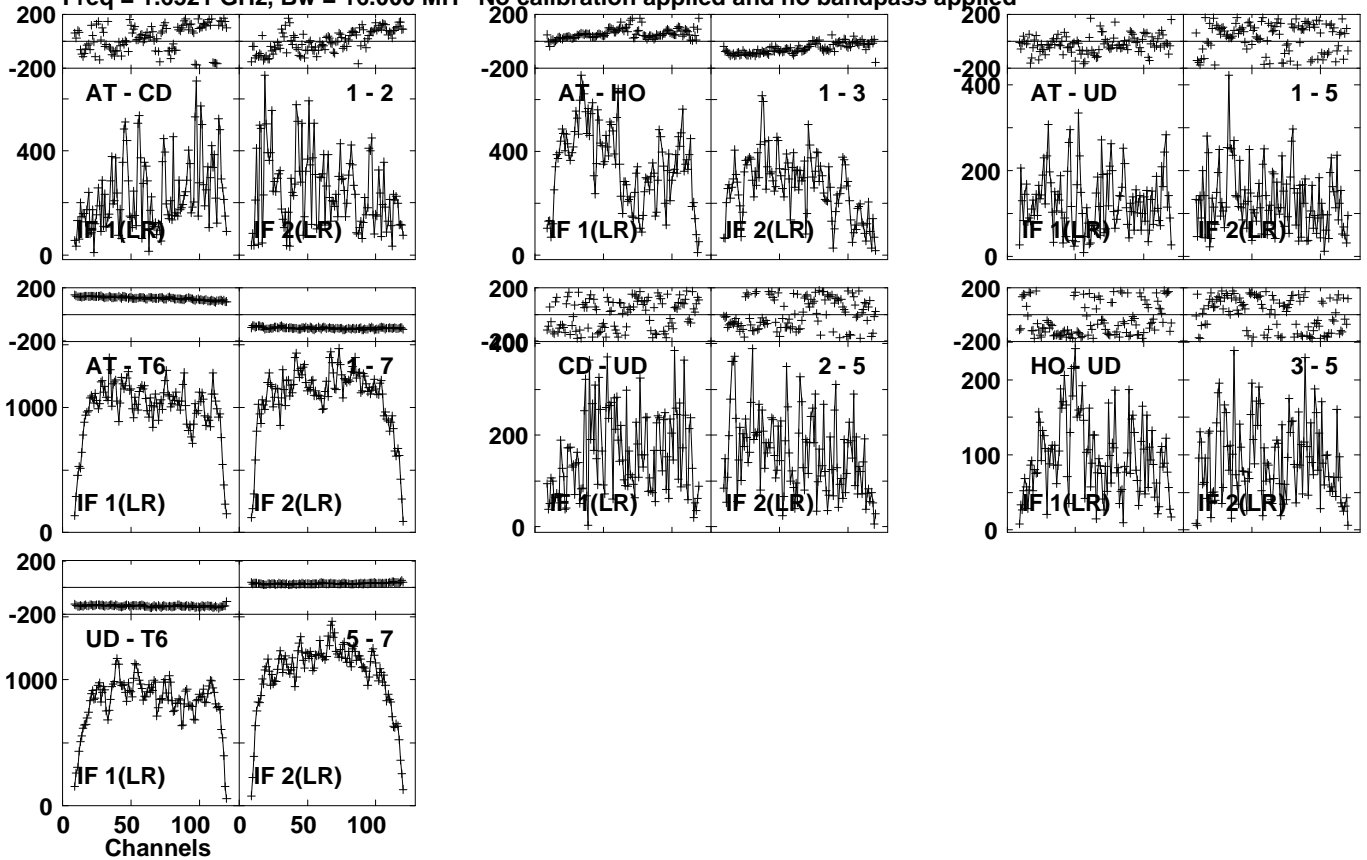 Freq = 1.6521 GHz, Bw = 16.000 MH No calibration applied and no bandpass applied
200
-200
AT - CD
1 - 2
400
200
0
IF 1(LR)
IF 2(LR)
200
-200
AT - HO
1 - 3
400
0
IF 1(LR)
IF 2(LR)
200
-200
400
AT - UD
1 - 5
200
0
IF 1(LR)
IF 2(LR)
200
-200
AT - T6
1 - 7
1000
0
IF 1(LR)
IF 2(LR)
200
-200
400
CD - UD
2 - 5
200
0
IF 1(LR)
IF 2(LR)
200
-200
HO - UD
3 - 5
200
100
0
IF 1(LR)
IF 2(LR)
200
-200
UD - T6
5 - 7
1000
0
IF 1(LR)
IF 2(LR)
0 50 100 0 50 100
Channels